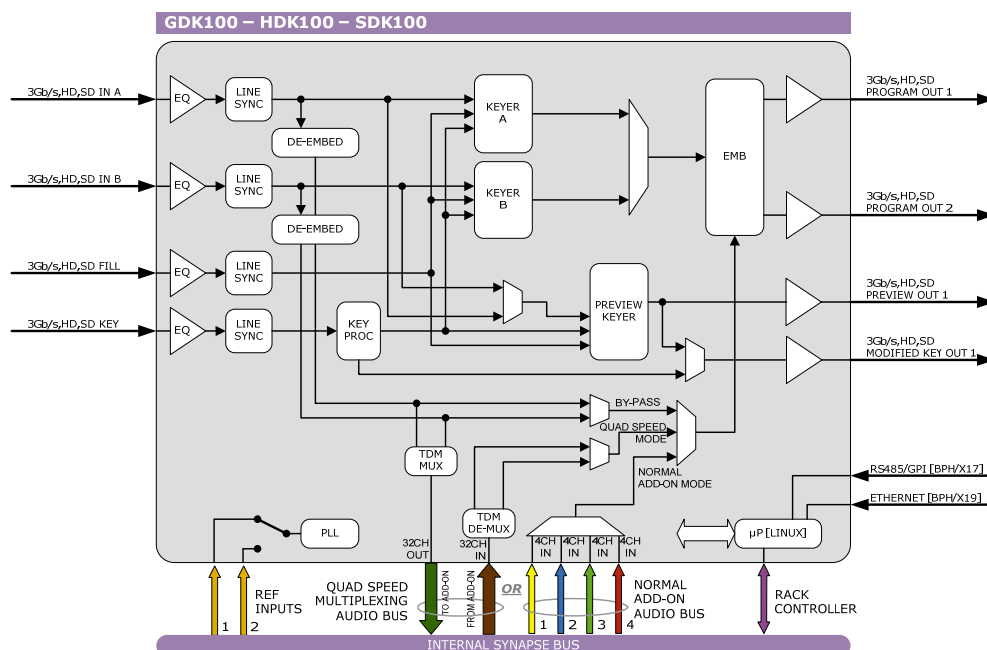 GDK100 – HDK100 – SDK100
3Gb/s,HD,SD IN A
EQ
LINE
SYNC
DE-EMBED
KEYER
A
3Gb/s,HD,SD
PROGRAM OUT 1
3Gb/s,HD,SD IN B
EQ
LINE
SYNC
DE-EMBED
KEYER
B
EMB
3Gb/s,HD,SD
PROGRAM OUT 2
3Gb/s,HD,SD FILL
EQ
LINE
SYNC
3Gb/s,HD,SD KEY
EQ
LINE
SYNC
KEY
PROC
PREVIEW
KEYER
3Gb/s,HD,SD
PREVIEW OUT 1
3Gb/s,HD,SD
MODIFIED KEY OUT 1
BY-PASS
QUAD SPEED
MODE
NORMAL
ADD-ON MODE
TDM
MUX
TDM
DE-MUX
RS485/GPI [BPH/X17]
ETHERNET [BPH/X19]
PLL
µP [LINUX]
32CH
OUT
32CH
IN
4CH
IN
4CH
IN
4CH
IN
4CH
IN
REF
INPUTS
1
2
QUAD SPEED
MULTIPLEXING
AUDIO BUS
TO ADD-ON
FROM ADD-ON
OR
1
2
3
4
NORMAL
ADD-ON
AUDIO BUS
RACK
CONTROLLER
INTERNAL SYNAPSE BUS